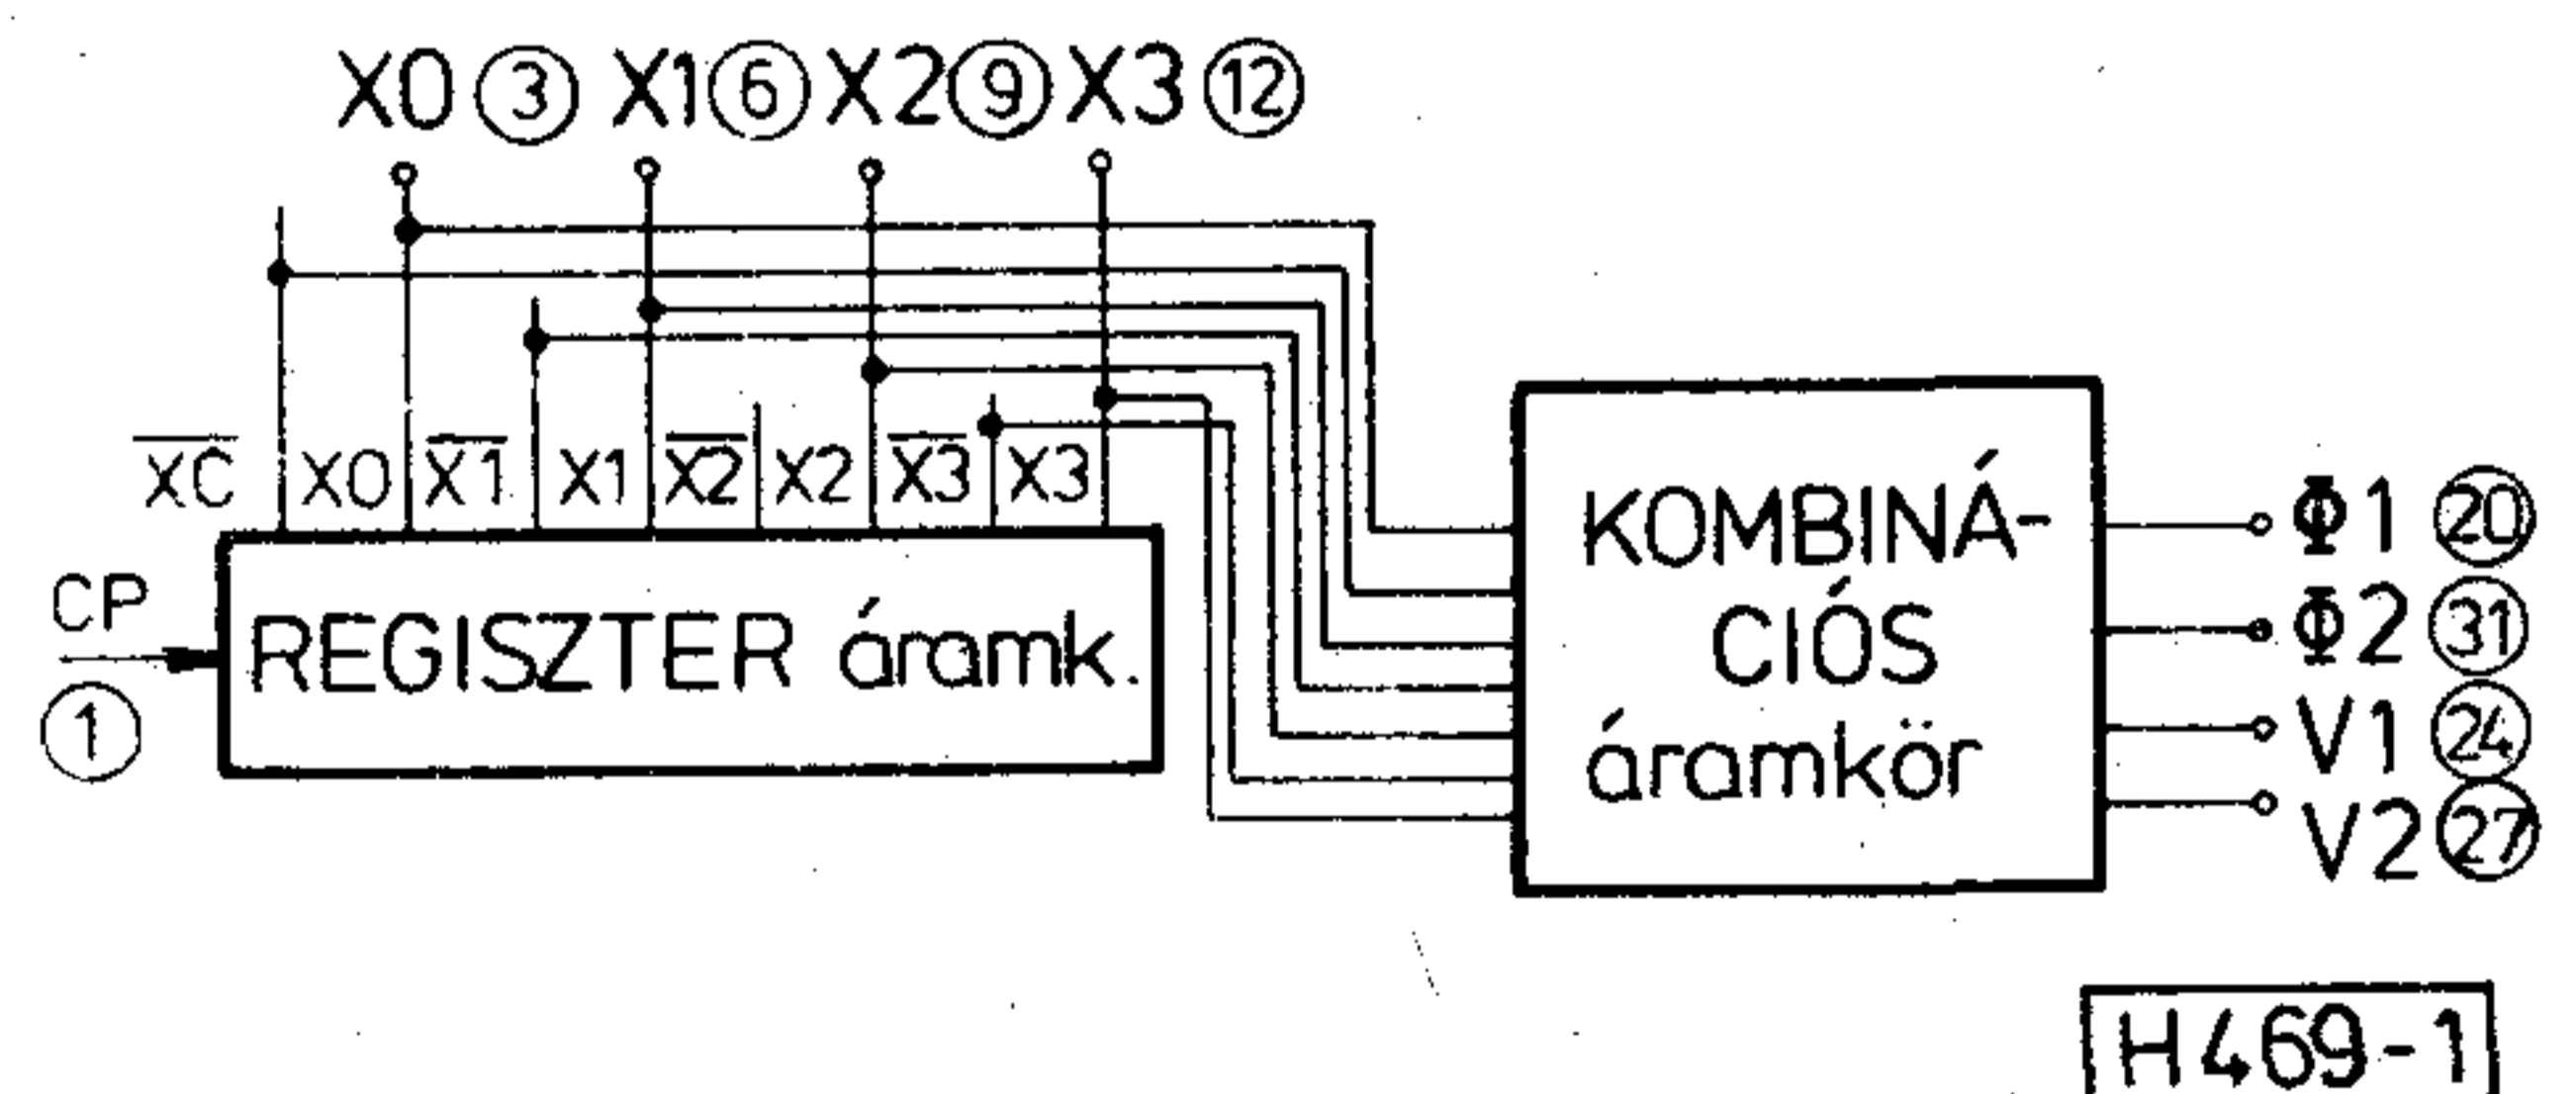 X0 3 X1 6 X2 9 X3 12
XC X0 X1 X1 X2 X2 X3 X3
CP
1
REGISZTER áramk.
KOMBINÁ-
CIÓS
áramkör
Φ1 20
Φ2 31
V1 24
V2 27
H469-1